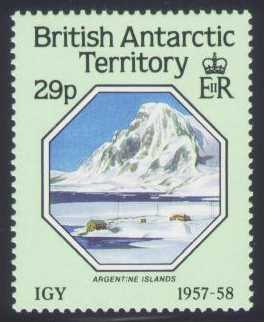 British Antarctic
Territory
29p EIIR
ARGENTINE ISLANDS
IGY 1957-58